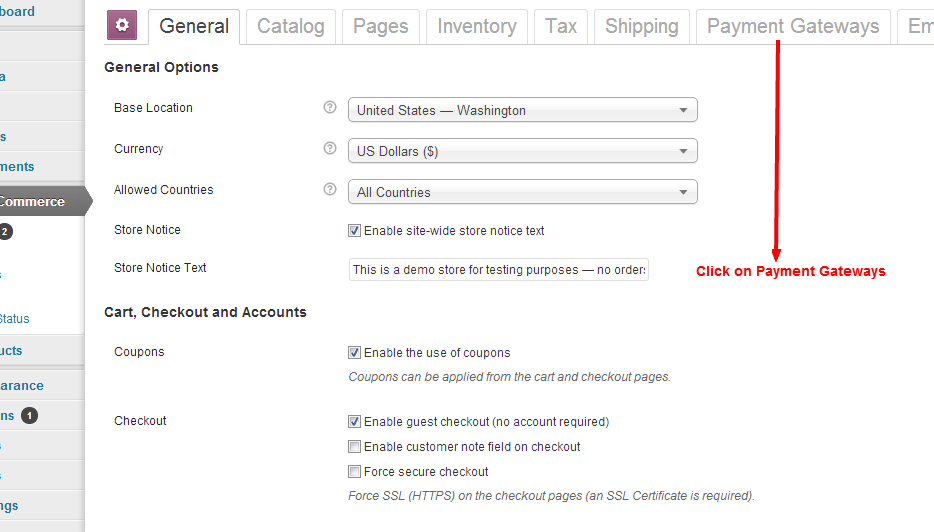 board
General
Catalog
Pages
Inventory
Tax
Shipping
Payment Gateways
Em
a
s
ments
Commerce
2
s
Status
ucts
arance
ns 1
s
s
ngs
General Options
Base Location
United States — Washington
Currency
US Dollars ($)
Allowed Countries
All Countries
Store Notice
Enable site-wide store notice text
Store Notice Text
This is a demo store for testing purposes — no orders
Click on Payment Gateways
Cart, Checkout and Accounts
Coupons
Enable the use of coupons
Coupons can be applied from the cart and checkout pages.
Checkout
Enable guest checkout (no account required)
Enable customer note field on checkout
Force secure checkout
Force SSL (HTTPS) on the checkout pages (an SSL Certificate is required).